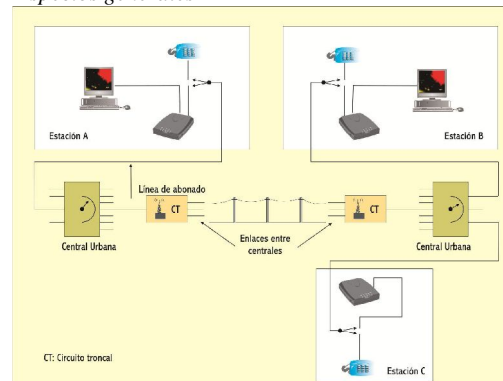 Estación A
Estación B
Línea de abonado
CT
CT
Central Urbana
Enlaces entre
centrales
Central Urbana
CT: Circuito troncal
Estación C